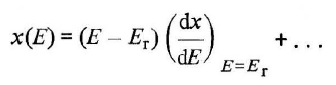 x(E) = (E − E_r) (dx/dE)_{E=E_r} + . . .